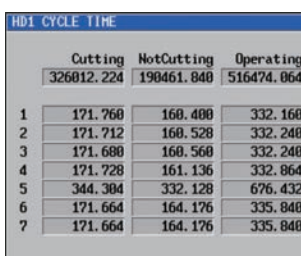 HD1 CYCLE TIME
Cutting NotCutting Operating
326012.224 190461.840 516474.064
1 171.760 160.400 332.160
2 171.712 160.528 332.240
3 171.680 160.560 332.240
4 171.728 161.136 332.864
5 344.304 332.128 676.432
6 171.664 164.176 335.840
7 171.664 164.176 335.840